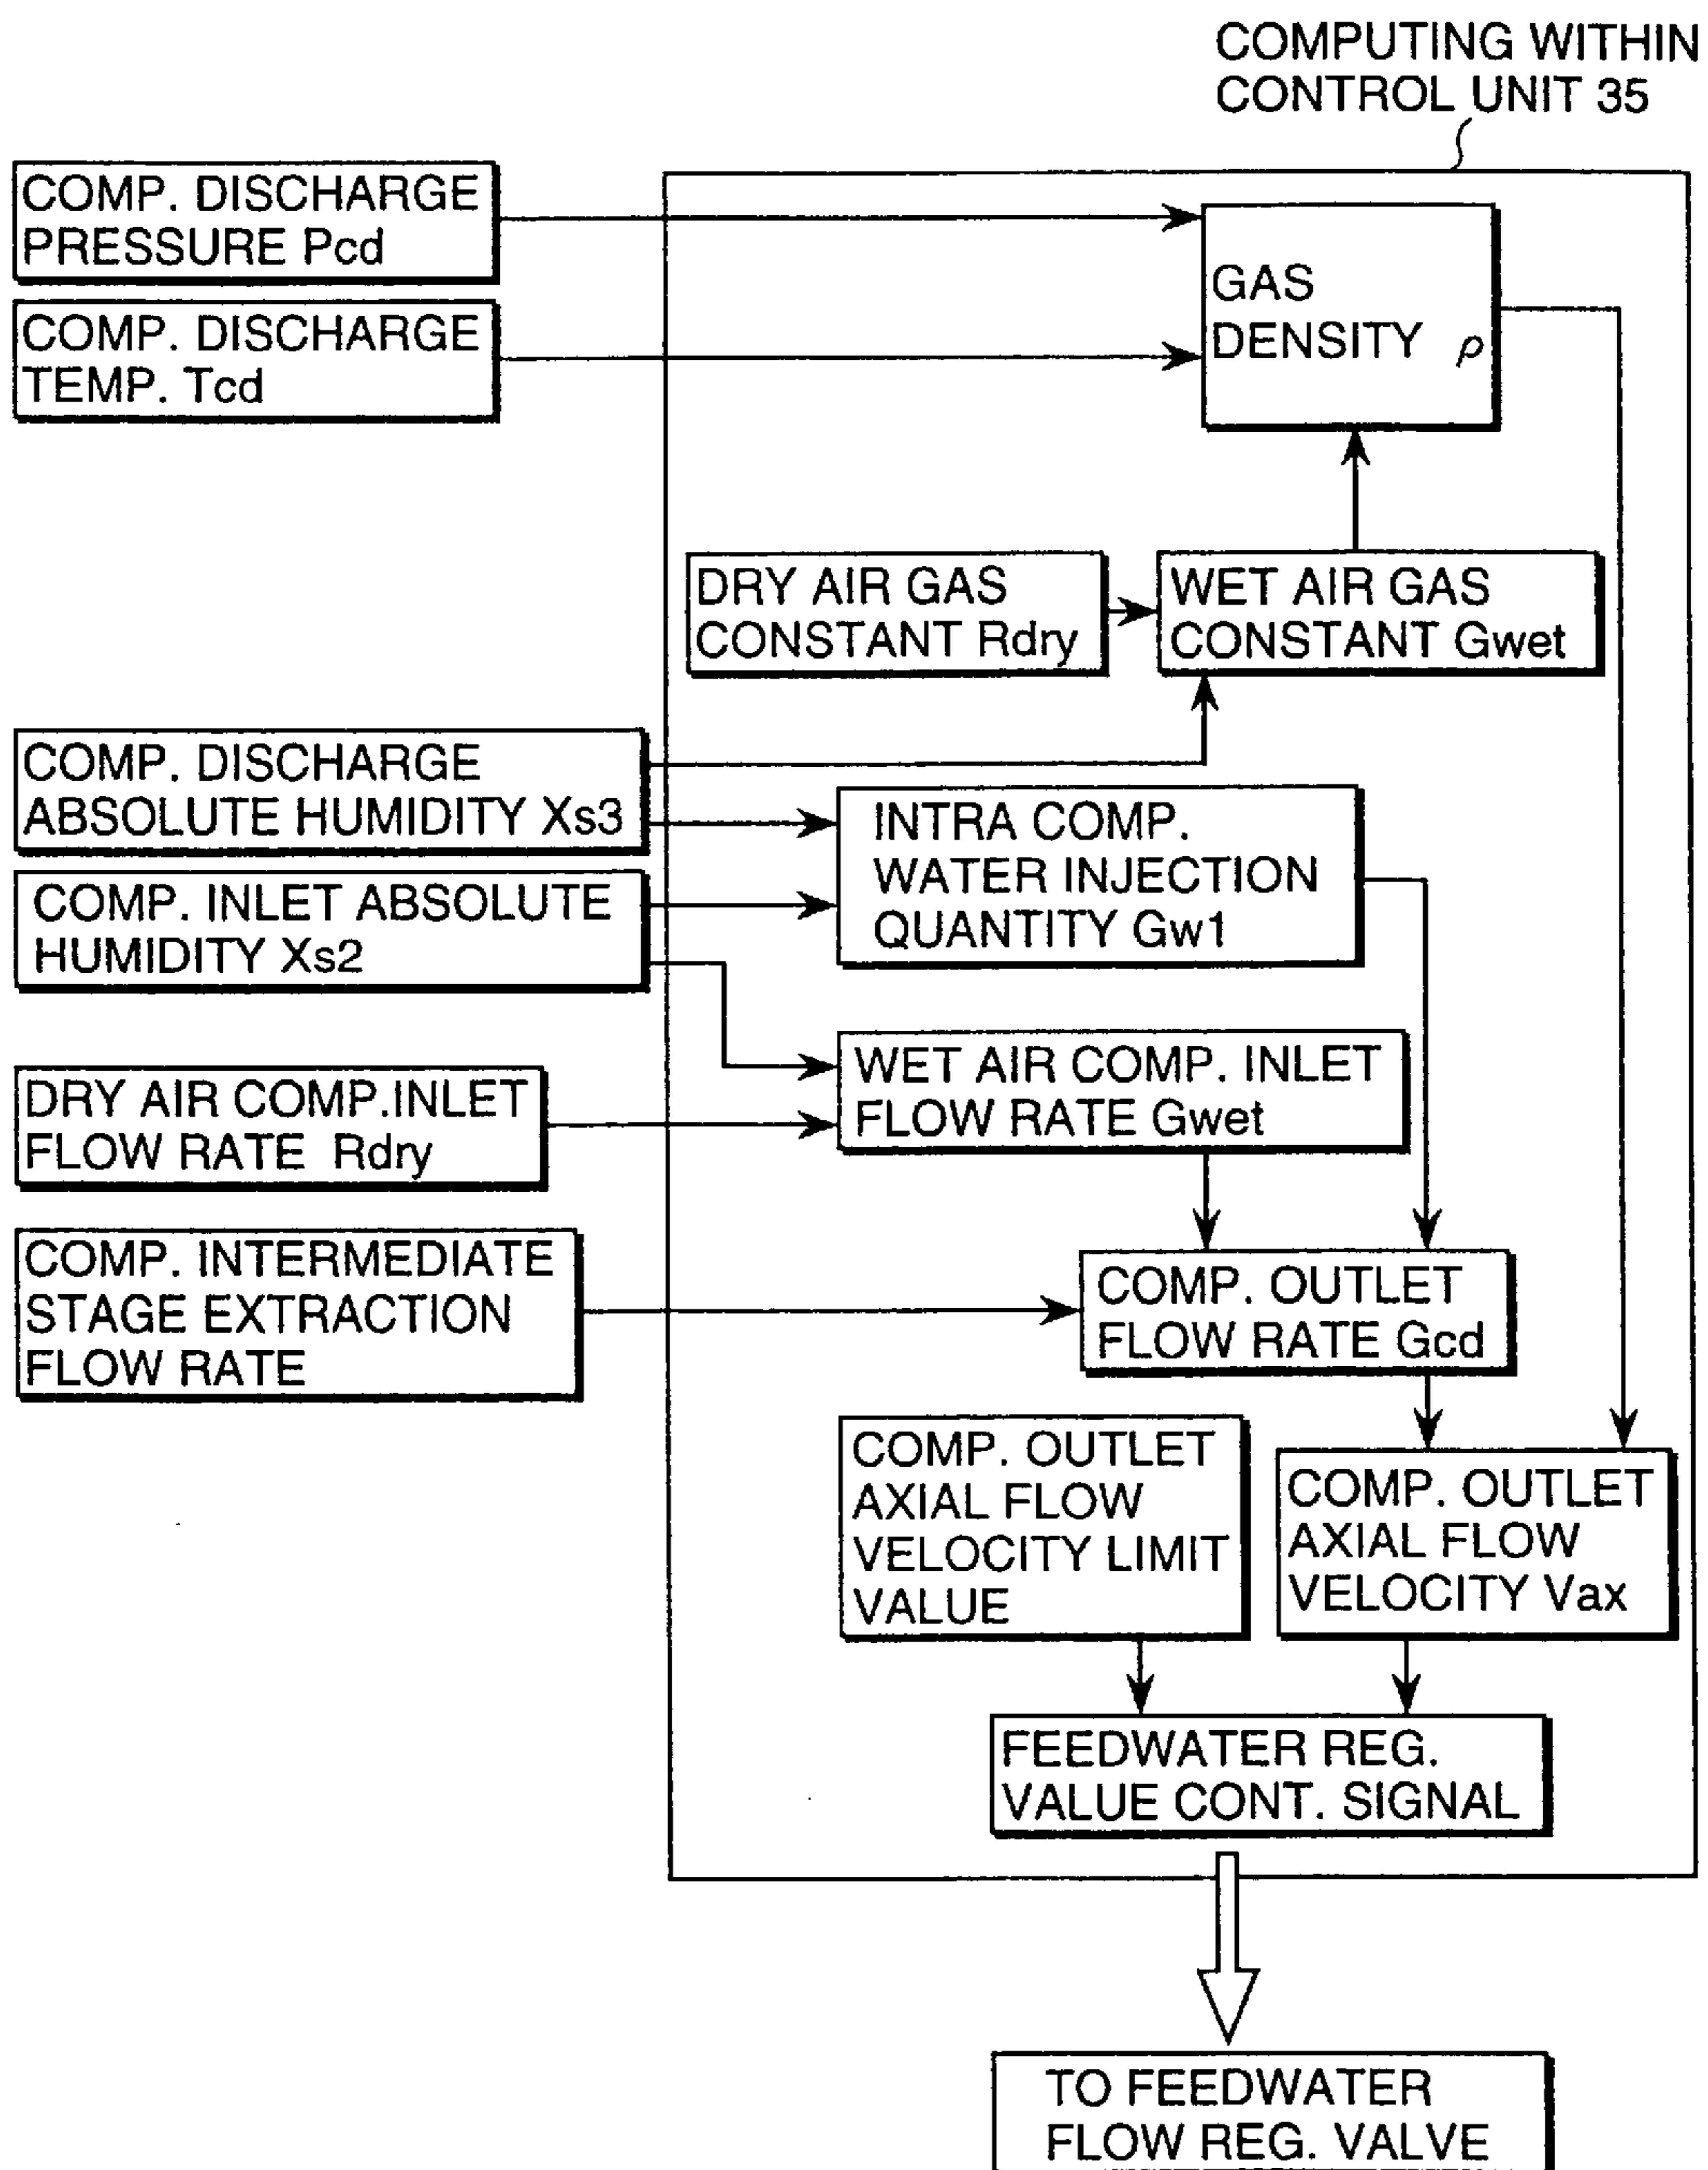 COMPUTING WITHIN
CONTROL UNIT 35
COMP. DISCHARGE
PRESSURE Pcd
COMP. DISCHARGE
TEMP. Tcd
GAS
DENSITY ρ
DRY AIR GAS
CONSTANT Rdry
WET AIR GAS
CONSTANT Gwet
COMP. DISCHARGE
ABSOLUTE HUMIDITY Xs3
COMP. INLET ABSOLUTE
HUMIDITY Xs2
INTRA COMP.
WATER INJECTION
QUANTITY Gw1
DRY AIR COMP.INLET
FLOW RATE Rdry
WET AIR COMP. INLET
FLOW RATE Gwet
COMP. INTERMEDIATE
STAGE EXTRACTION
FLOW RATE
COMP. OUTLET
FLOW RATE Gcd
COMP. OUTLET
AXIAL FLOW
VELOCITY LIMIT
VALUE
COMP. OUTLET
AXIAL FLOW
VELOCITY Vax
FEEDWATER REG.
VALUE CONT. SIGNAL
TO FEEDWATER
FLOW REG. VALVE